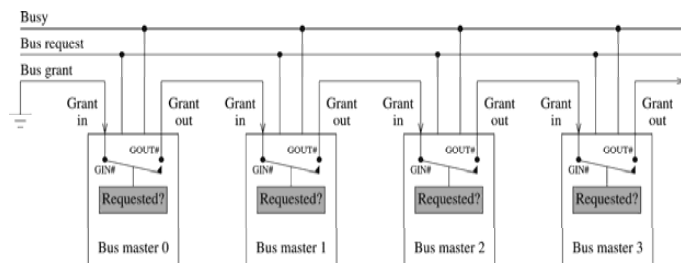 Busy
Bus request
Bus grant
Grant in Grant out Grant in Grant out Grant in Grant out Grant in Grant out
GOUT# GOUT# GOUT# GOUT#
GIN# GIN# GIN# GIN#
Requested? Requested? Requested? Requested?
Bus master 0 Bus master 1 Bus master 2 Bus master 3